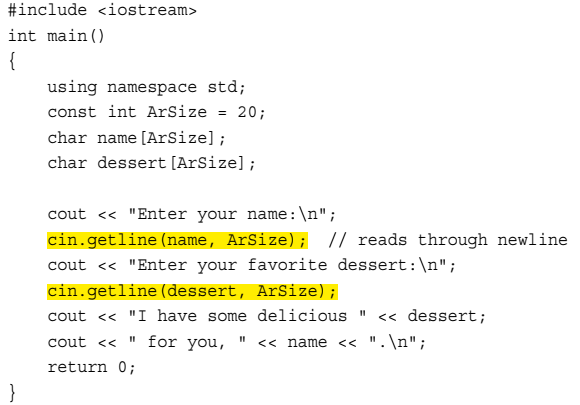 #include <iostream>
int main()
{
    using namespace std;
    const int ArSize = 20;
    char name[ArSize];
    char dessert[ArSize];

    cout << "Enter your name:\n";
    cin.getline(name, ArSize);  // reads through newline
    cout << "Enter your favorite dessert:\n";
    cin.getline(dessert, ArSize);
    cout << "I have some delicious " << dessert;
    cout << " for you, " << name << ".\n";
    return 0;
}